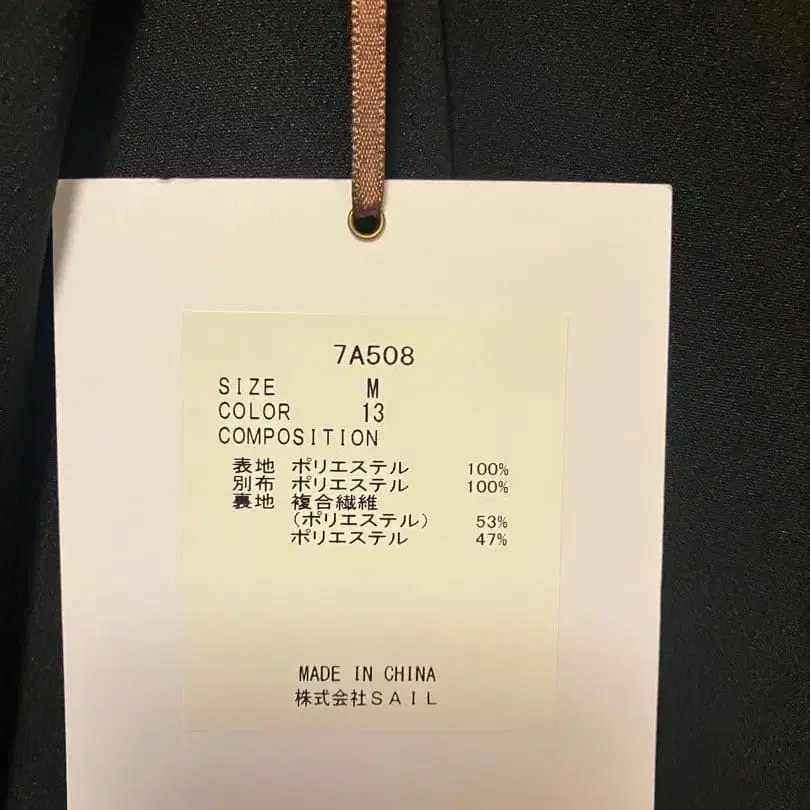 7A508
SIZE M
COLOR 13
COMPOSITION
表地 ポリエステル 100%
別布 ポリエステル 100%
裏地 複合繊維
(ポリエステル) 53%
ポリエステル 47%
MADE IN CHINA
株式会社SAIL